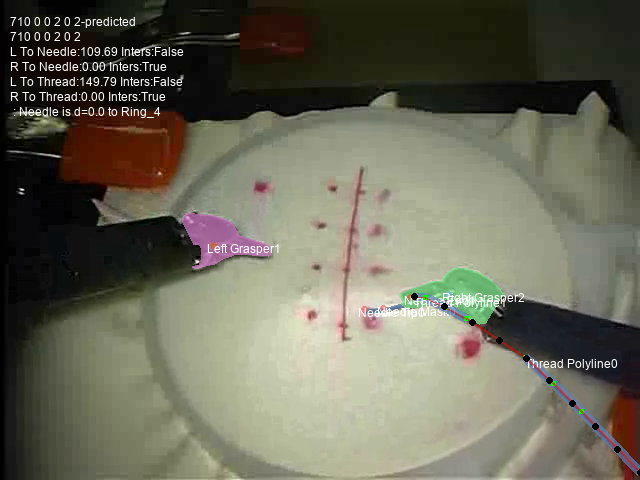 710 0 0 2 0 2-predicted
710 0 0 2 0 2
L To Needle:109.69 Inters:False
R To Needle:0.00 Inters:True
L To Thread:149.79 Inters:False
R To Thread:0.00 Inters:True
: Needle is d=0.0 to Ring_4
Left Grasper1
Right Grasper2
Thread Polyline0